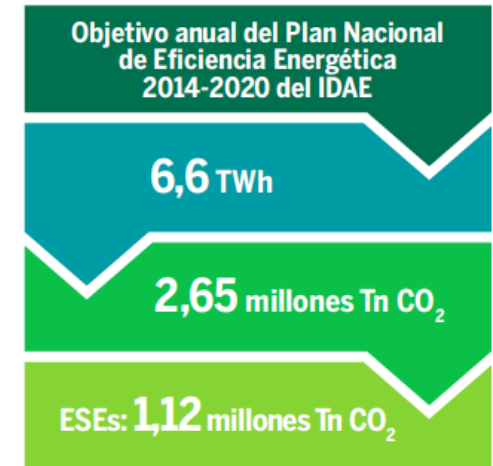 Objetivo anual del Plan Nacional
de Eficiencia Energética
2014-2020 del IDAE
6,6 TWh
2,65 millones Tn CO₂
ESEs: 1,12 millones Tn CO₂